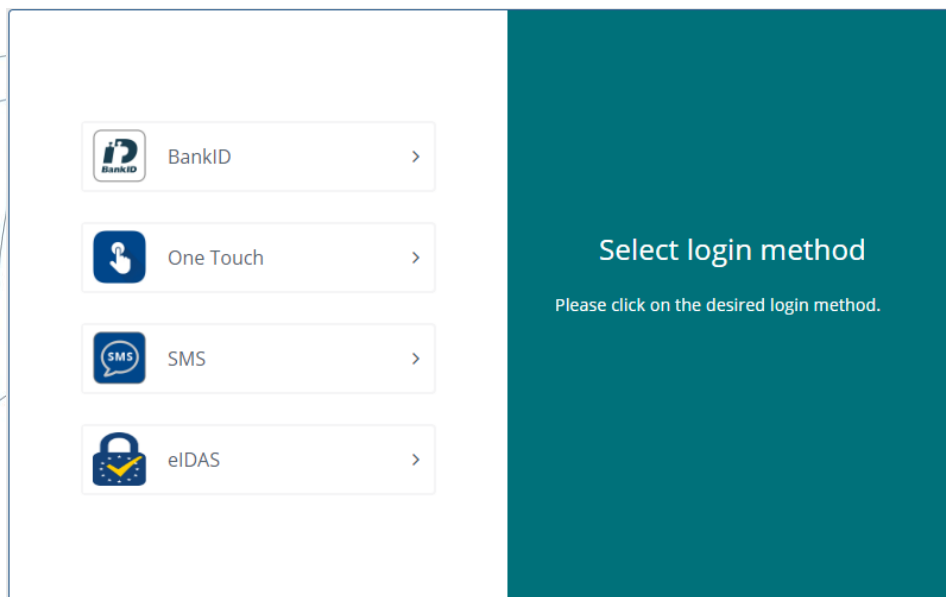 BankID
BankID
One Touch
SMS
SMS
eIDAS
Select login method
Please click on the desired login method.